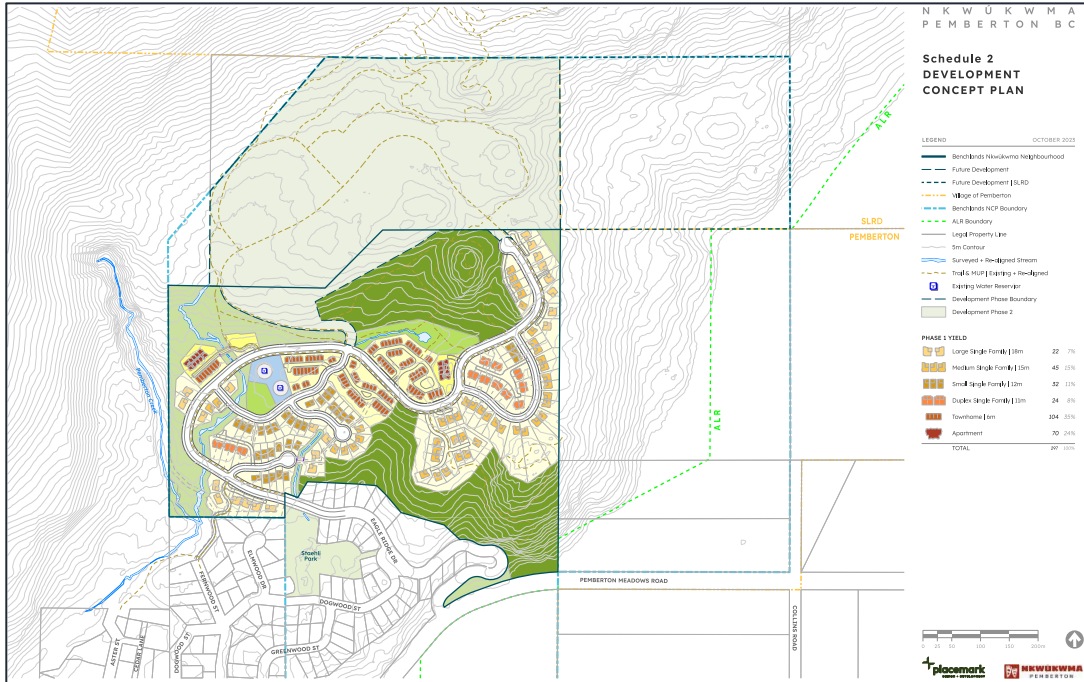 NKWÚKWMA
PEMBERTON BC
Schedule 2
DEVELOPMENT
CONCEPT PLAN
LEGEND OCTOBER 2023
Benchlands Nkwúkwma Neighbourhood
Future Development
Future Development | SLRD
Village of Pemberton
Benchlands NCP Boundary
ALR Boundary
Legal Property Line
5m Contour
Surveyed + Re-aligned Stream
Trail & MUP | Existing + Re-aligned
Existing Water Reservior
Development Phase Boundary
Development Phase 2
PHASE 1 YIELD
Large Single Family | 18m 22 7%
Medium Single Family | 15m 45 15%
Small Single Family | 12m 32 11%
Duplex Single Family | 11m 24 8%
Townhome | 6m 104 35%
Apartment 70 24%
TOTAL 297 100%
0 25 50 100 150 200m
placemark
DESIGN + DEVELOPMENT
NKWÚKWMA
PEMBERTON
ALR
SLRD
PEMBERTON
ALR
Pemberton Creek
Staehli
Park
EAGLE RIDGE DR
ELMWOOD DR
FERNWOOD ST
DOGWOOD ST
GREENWOOD ST
DOGWOOD ST
CEDAR LANE
ASTER ST
PEMBERTON MEADOWS ROAD
COLLINS ROAD